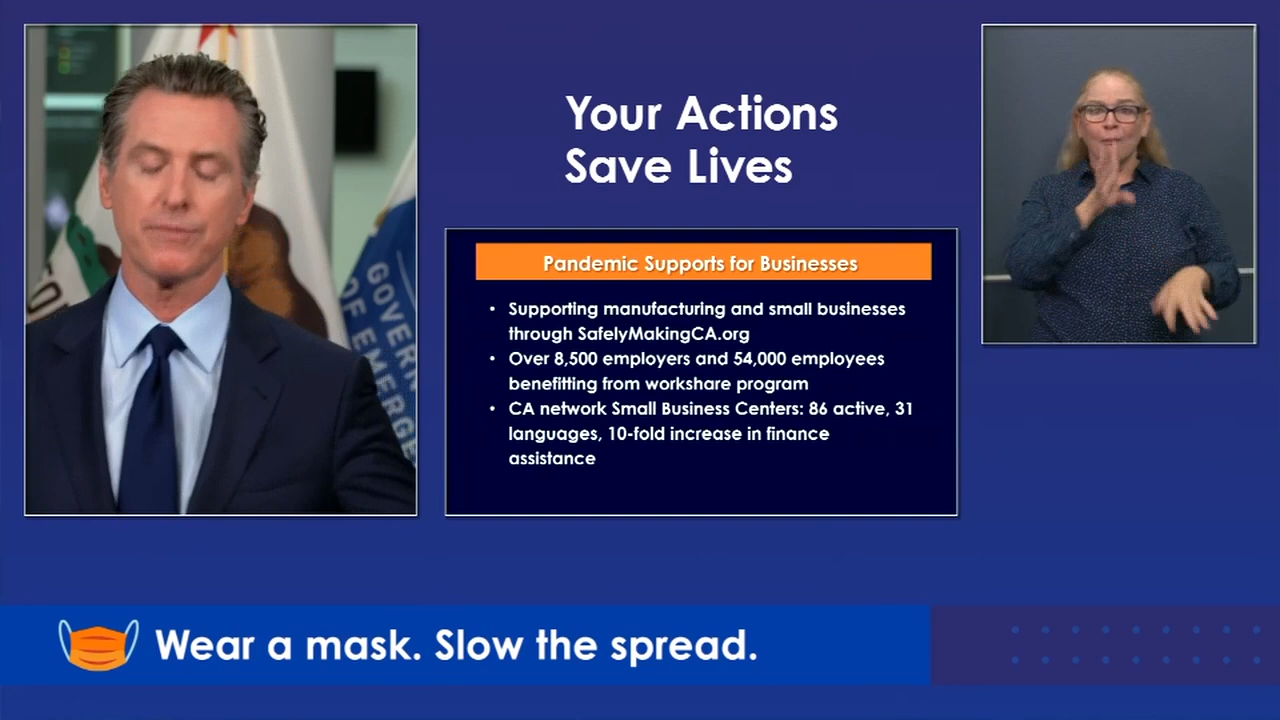 Your Actions
Save Lives
Pandemic Supports for Businesses
• Supporting manufacturing and small businesses
through SafelyMakingCA.org
• Over 8,500 employers and 54,000 employees
benefitting from workshare program
• CA network Small Business Centers: 86 active, 31
languages, 10-fold increase in finance
assistance
Wear a mask. Slow the spread.